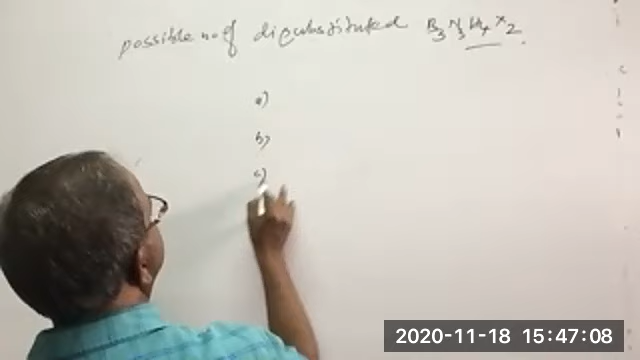 possible no. of disubstituted B3N3H4X2.
a)
b)
c)
2020-11-18 15:47:08